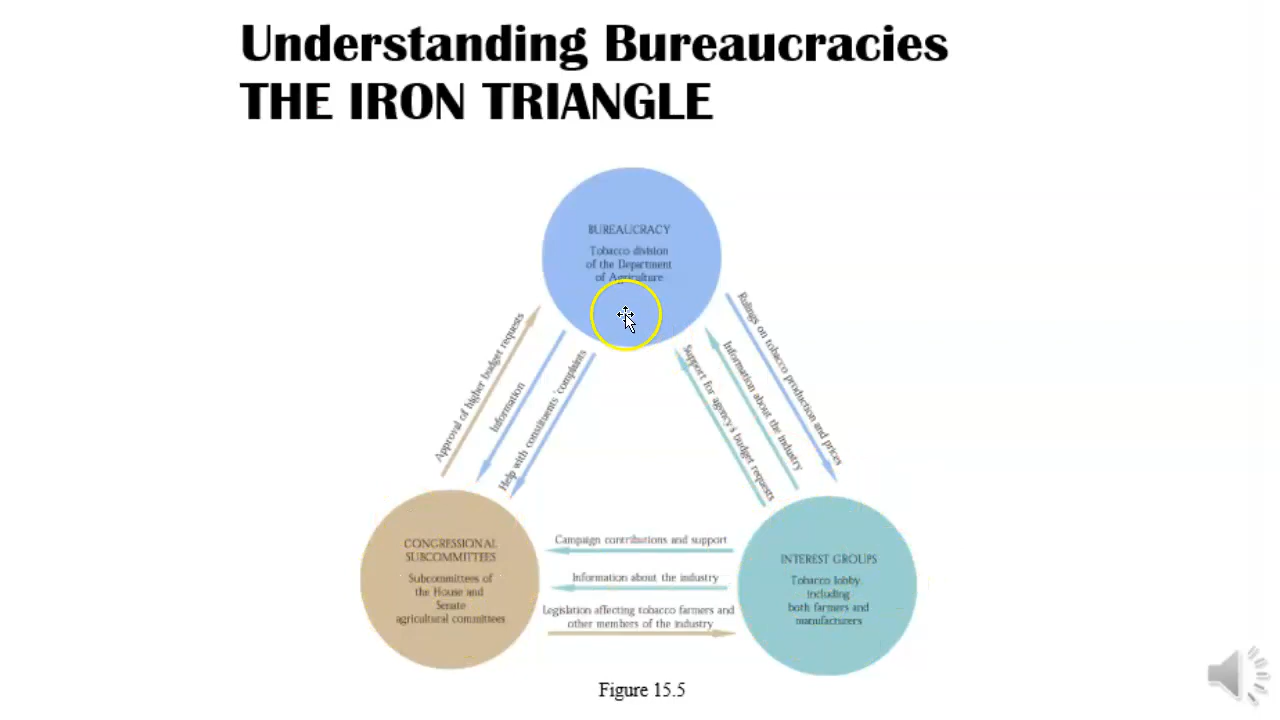 Understanding Bureaucracies
THE IRON TRIANGLE
BUREAUCRACY
Tobacco division
of the Department
of Agriculture
Approval of higher budget requests
Information
Help with constituents' complaints
Support for agency's budget requests
Information about the industry
Rulings on tobacco production and prices
CONGRESSIONAL
SUBCOMMITTEES
Subcommittees of
the House and
Senate
agricultural committees
Campaign contributions and support
Information about the industry
Legislation affecting tobacco farmers and
other members of the industry
INTEREST GROUPS
Tobacco lobby,
including
both farmers and
manufacturers
Figure 15.5